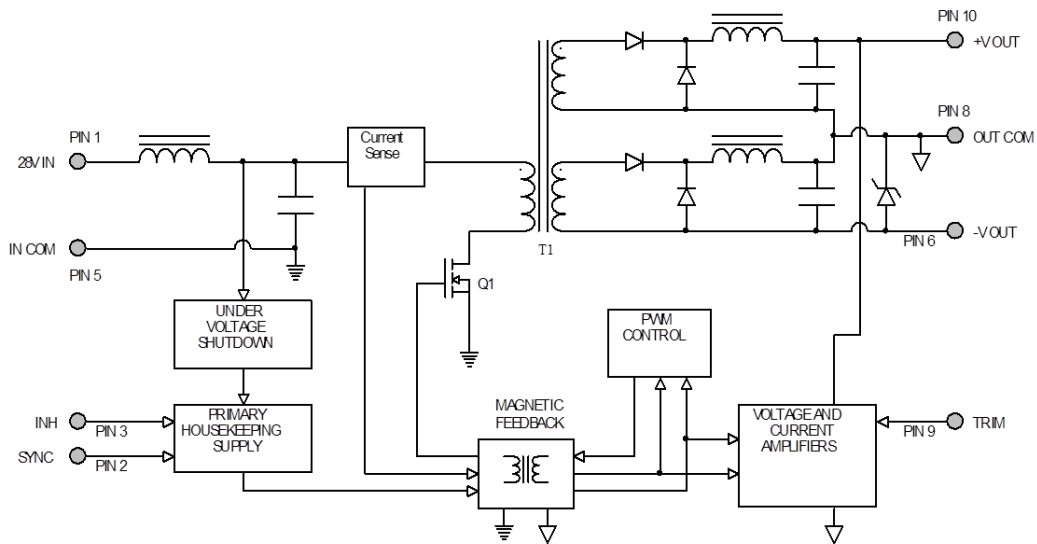 PIN 10
+V OUT
PIN 1
28V IN
Current
Sense
PIN 8
OUT COM
IN COM
PIN 5
T1
PIN 6
-V OUT
Q1
UNDER
VOLTAGE
SHUTDOWN
PWM
CONTROL
INH
PIN 3
SYNC
PIN 2
PRIMARY
HOUSEKEEPING
SUPPLY
MAGNETIC
FEEDBACK
VOLTAGE AND
CURRENT
AMPLIFIERS
PIN 9
TRIM